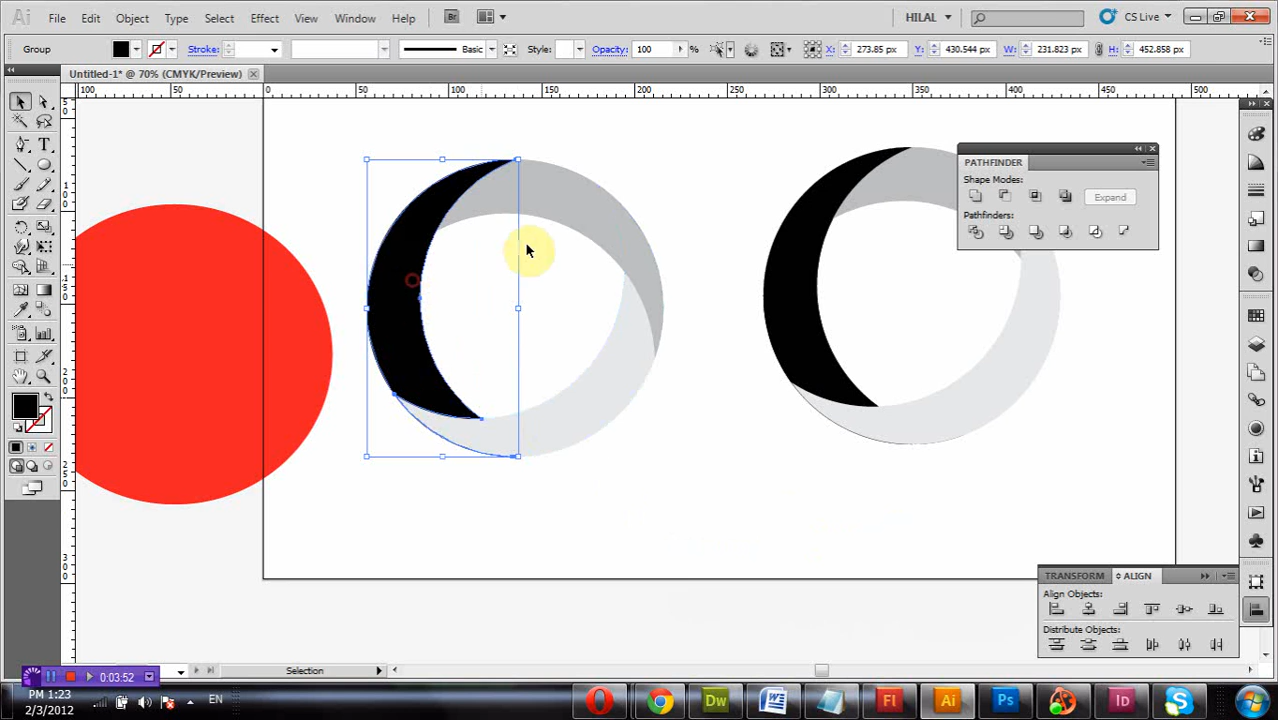 Ai File Edit Object Type Select Effect View Window Help Br HILAL CS Live
Group Stroke: Basic Style: Opacity: 100 X: 273.85 px Y: 430.544 px W: 231.823 px H: 452.858 px
Untitled-1* @ 70% (CMYK/Preview)
100 50 0 50 100 150 200 250 300 350 400 450 500
PATHFINDER
Shape Modes:
Expand
Pathfinders:
TRANSFORM ALIGN
Align Objects:
Distribute Objects:
Selection
0:03:52
PM 1:23
2/3/2012
EN
Dw W Fl Ai Ps Id S